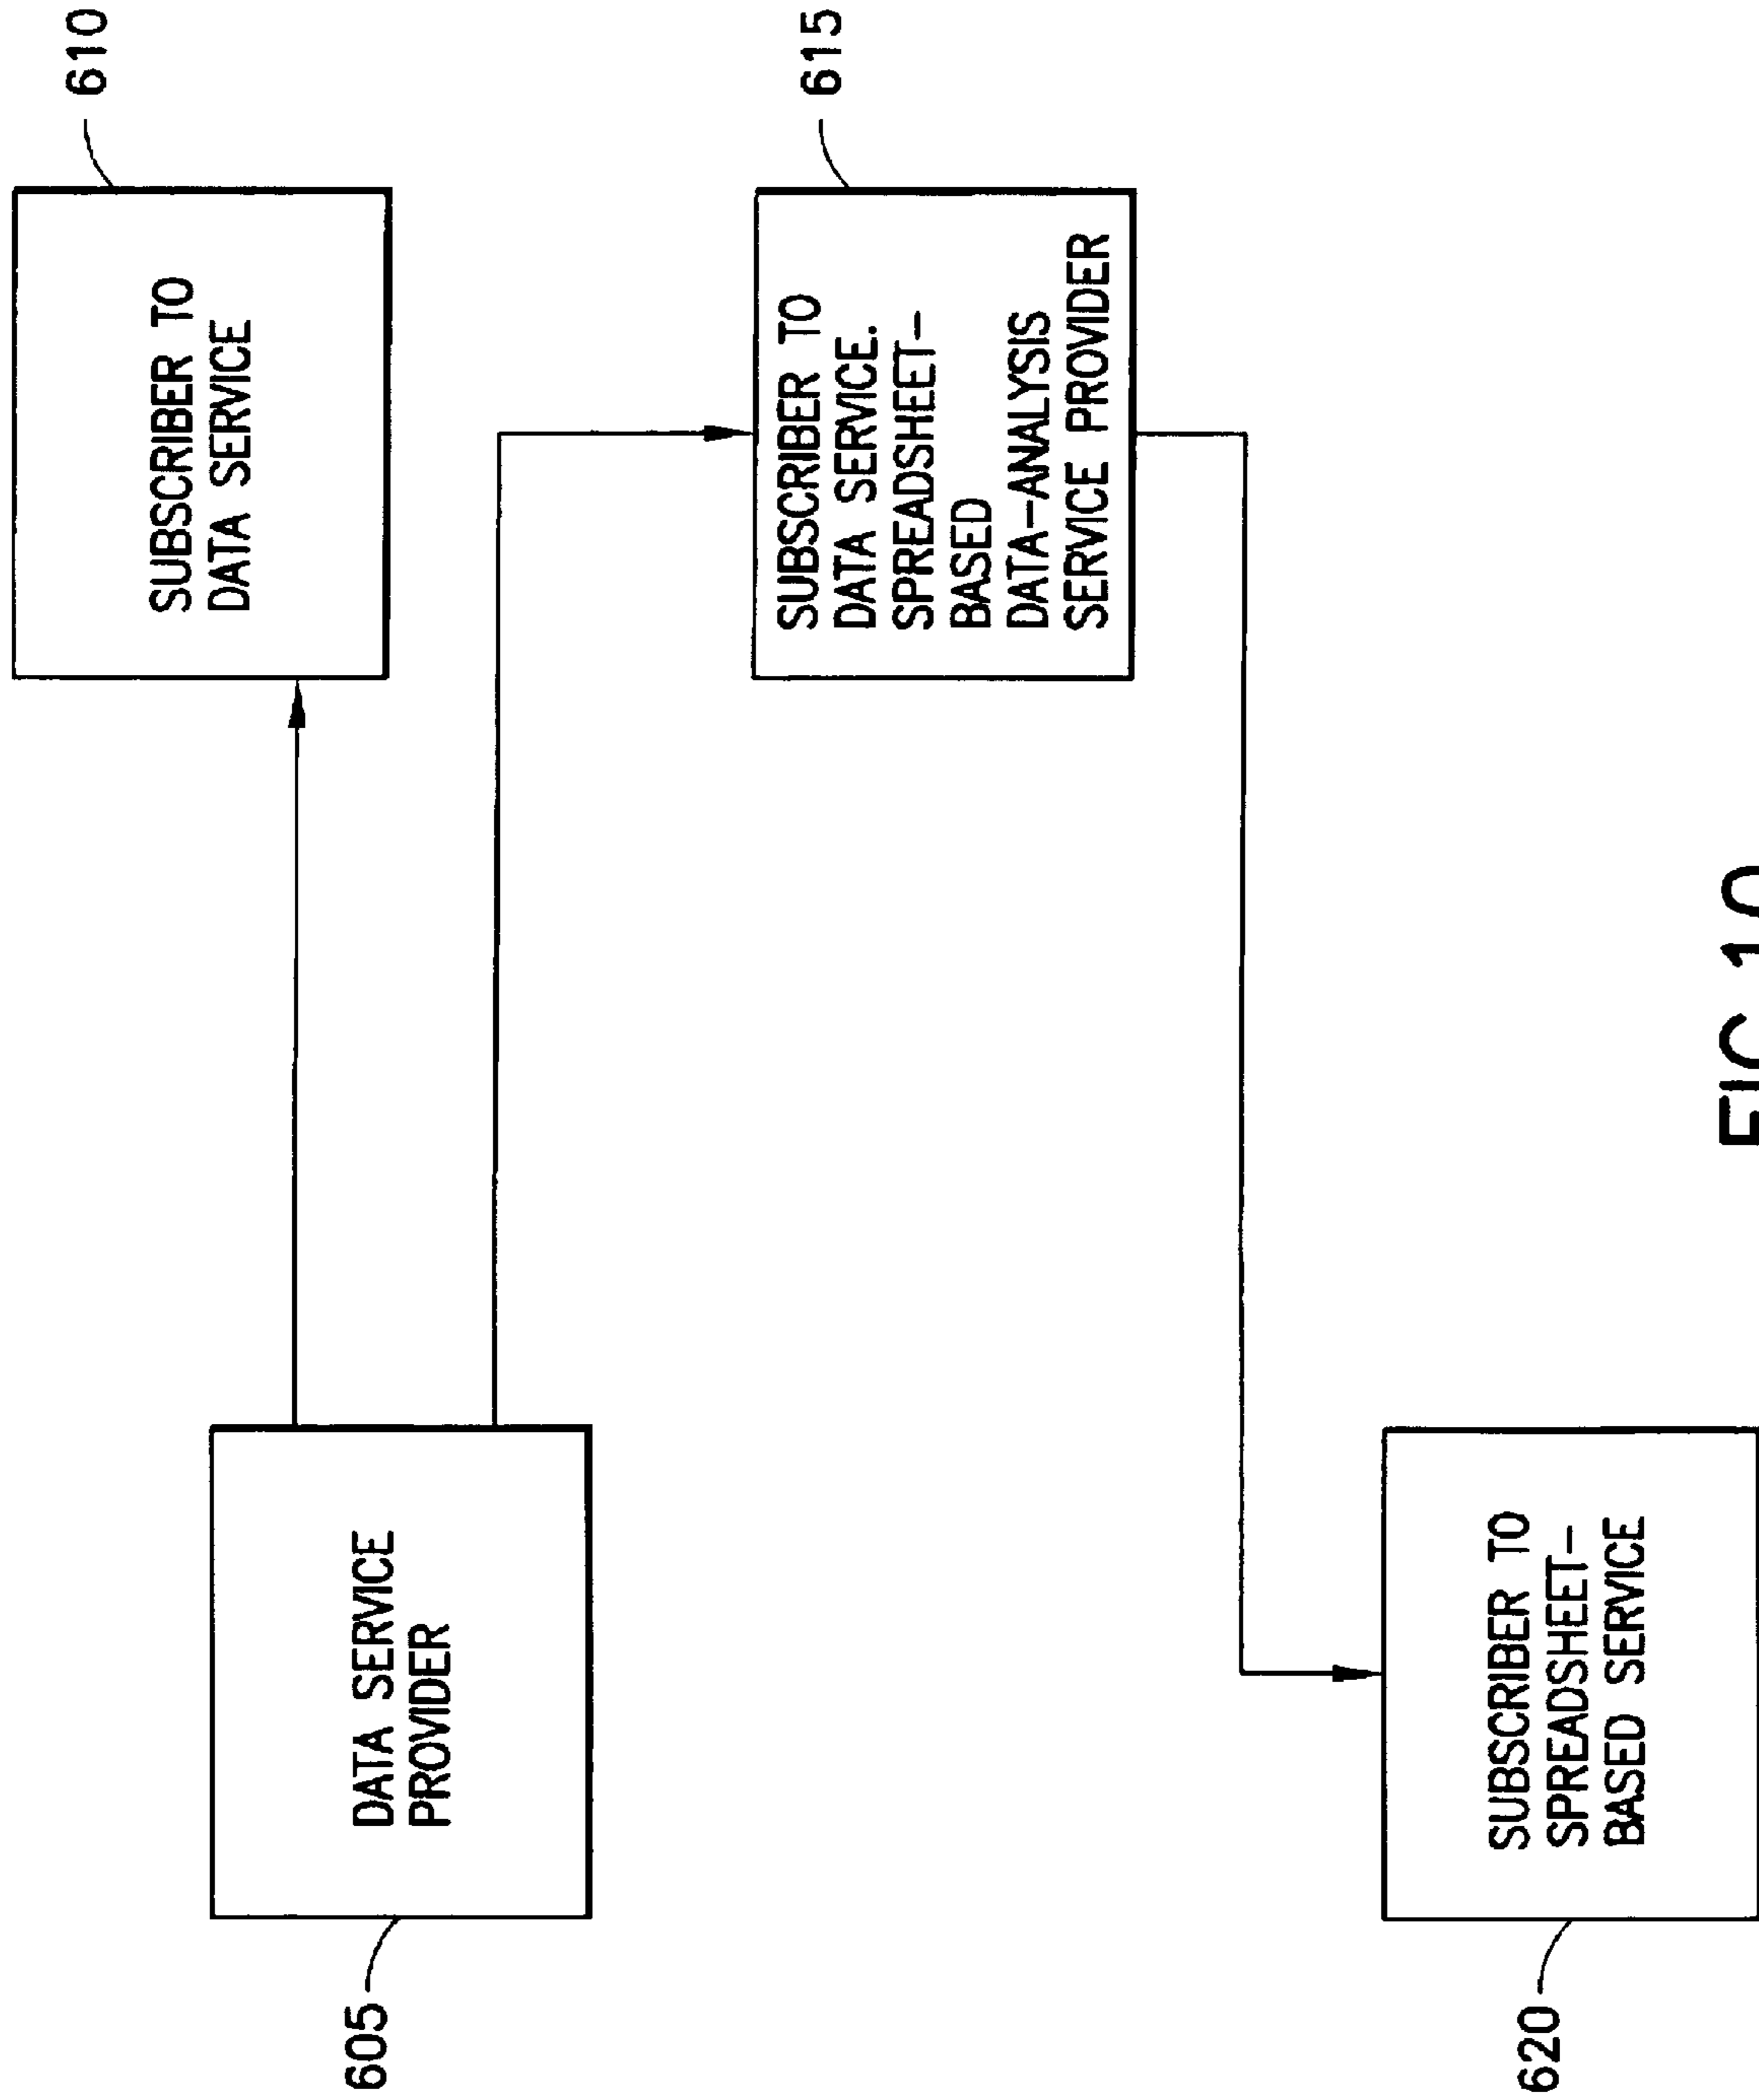 610
SUBSCRIBER TO
DATA SERVICE
605
DATA SERVICE
PROVIDER
615
SUBSCRIBER TO
DATA SERVICE.
SPREADSHEET-
BASED
DATA-ANALYSIS
SERVICE PROVIDER
620
SUBSCRIBER TO
SPREADSHEET-
BASED SERVICE
FIG